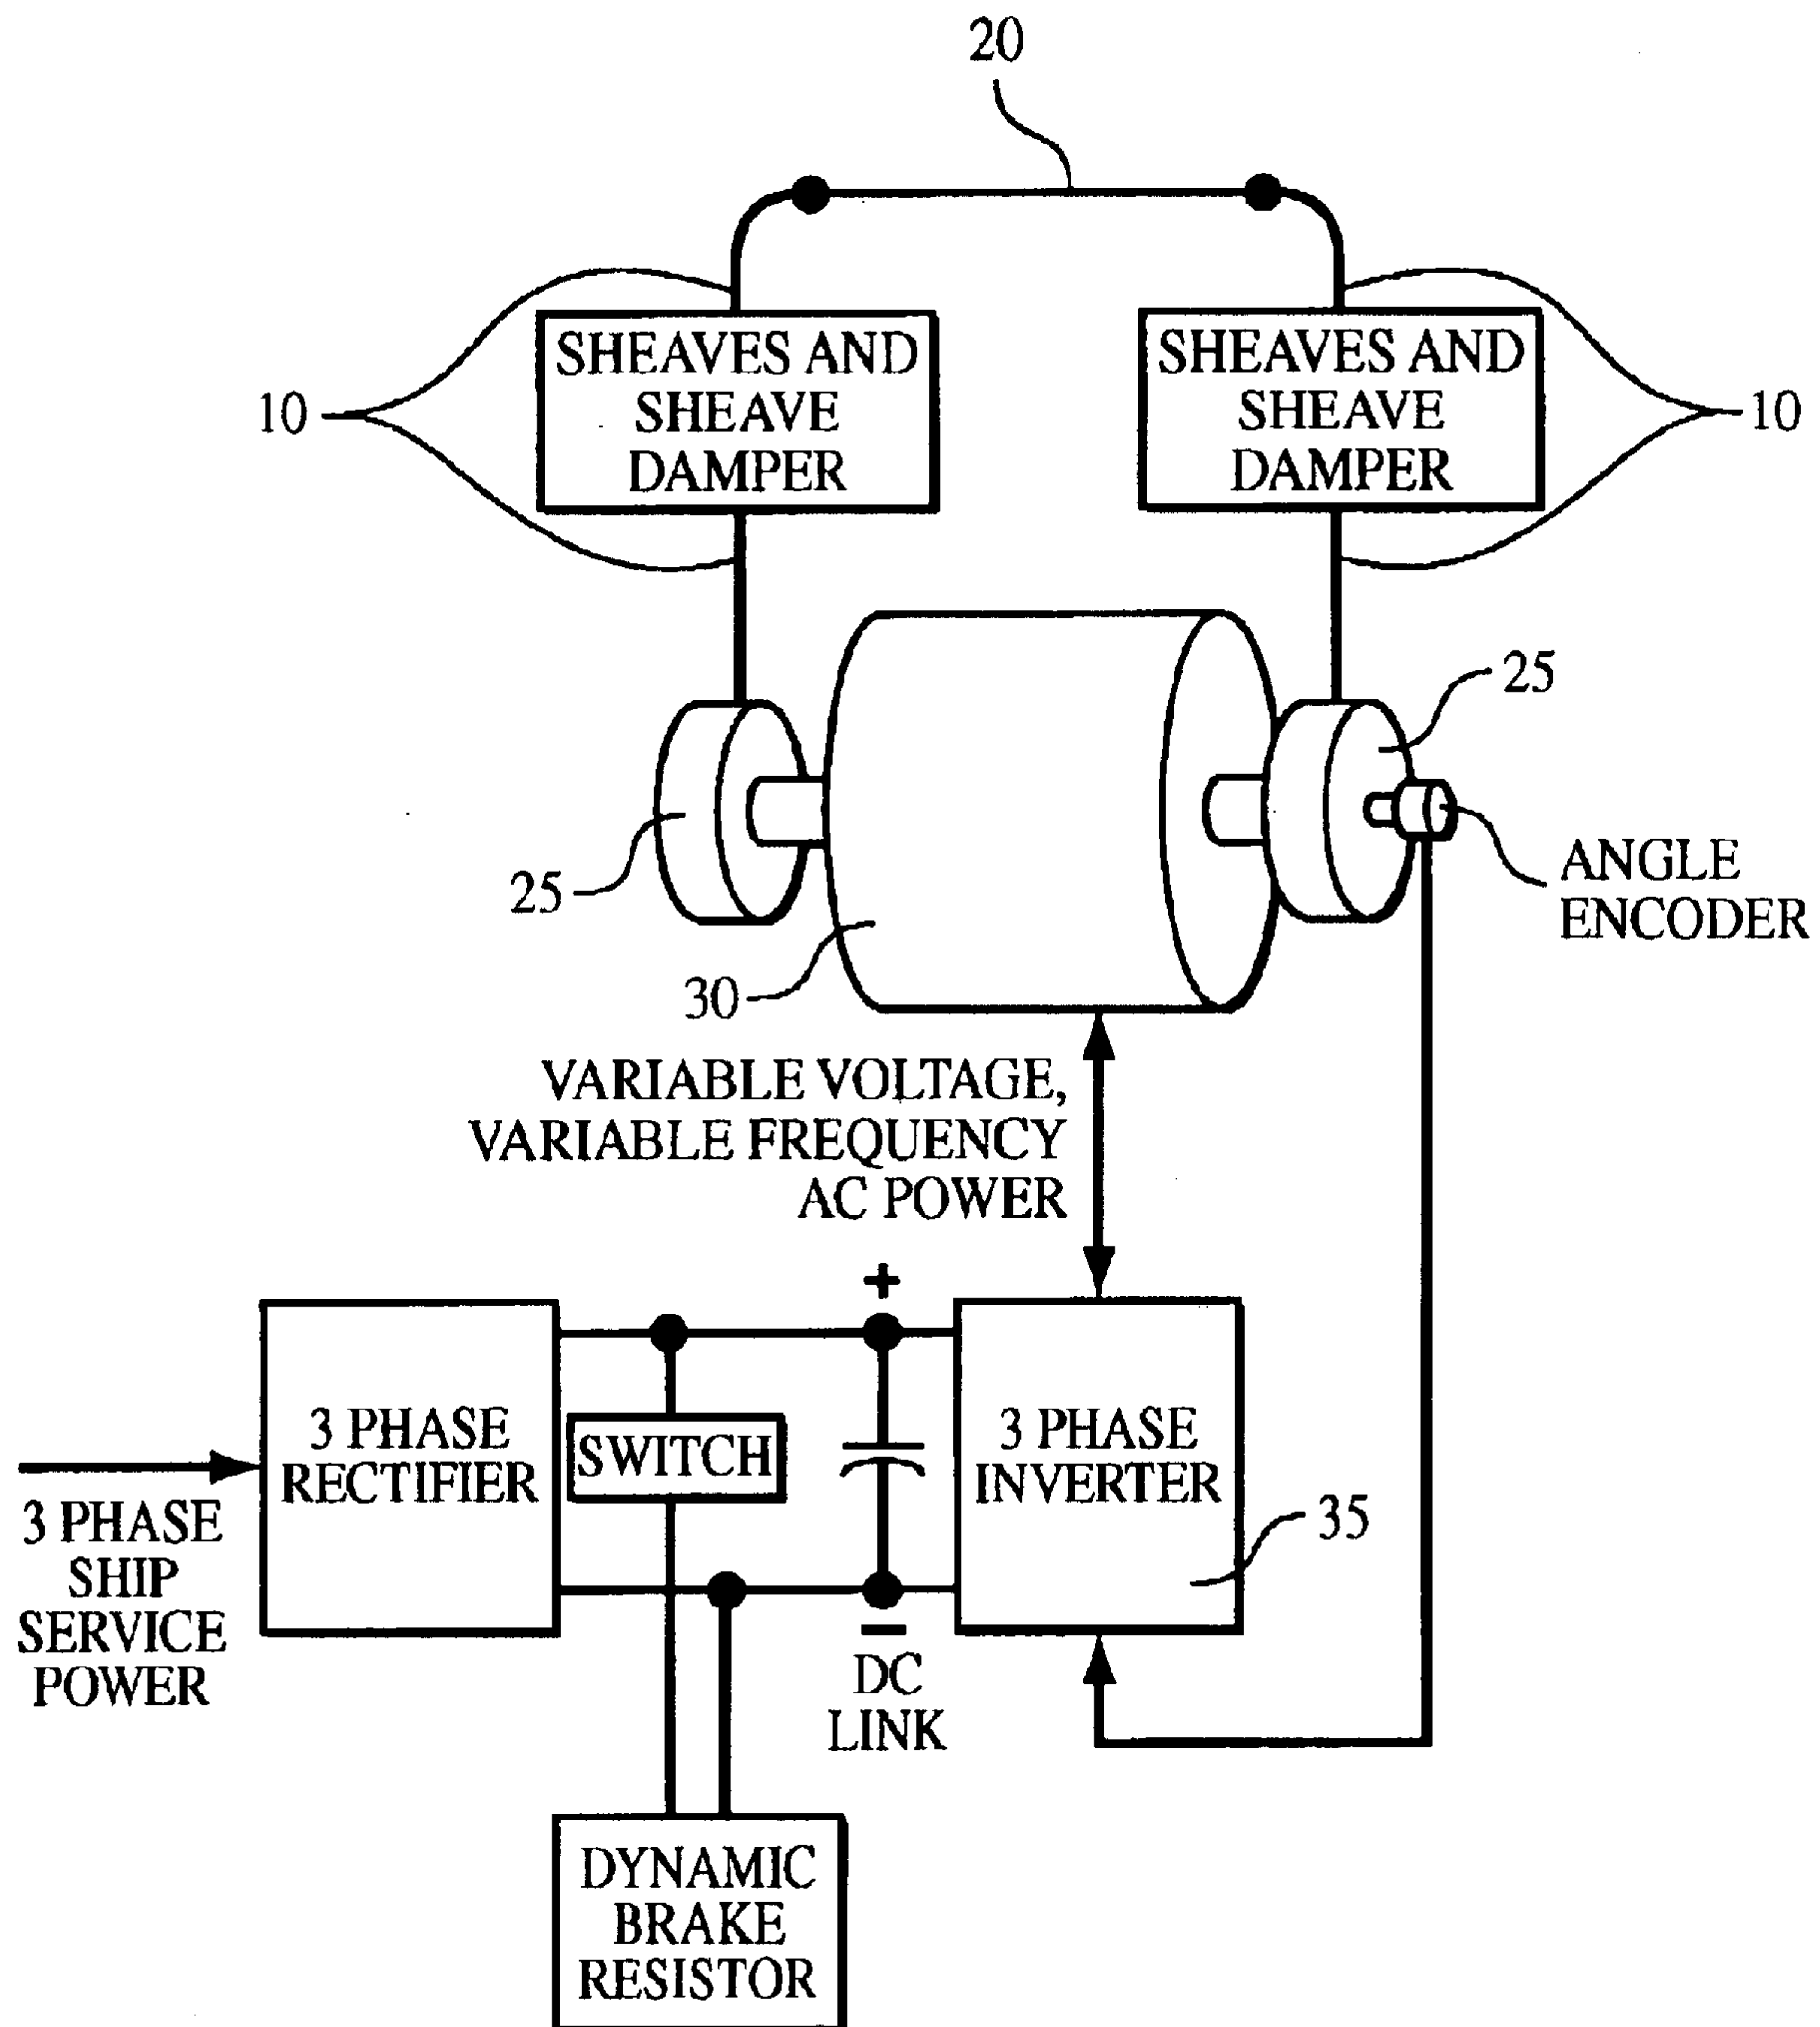 20
SHEAVES AND
SHEAVE
DAMPER
SHEAVES AND
SHEAVE
DAMPER
10
10
25
25
ANGLE
ENCODER
30
VARIABLE VOLTAGE,
VARIABLE FREQUENCY
AC POWER
+
3 PHASE
RECTIFIER
SWITCH
3 PHASE
INVERTER
35
3 PHASE
SHIP
SERVICE
POWER
−
DC
LINK
DYNAMIC
BRAKE
RESISTOR